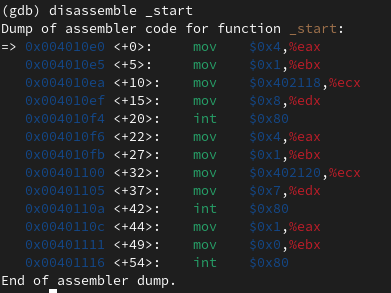 (gdb) disassemble _start
Dump of assembler code for function _start:
=> 0x004010e0 <+0>:     mov    $0x4,%eax
   0x004010e5 <+5>:     mov    $0x1,%ebx
   0x004010ea <+10>:    mov    $0x402118,%ecx
   0x004010ef <+15>:    mov    $0x8,%edx
   0x004010f4 <+20>:    int    $0x80
   0x004010f6 <+22>:    mov    $0x4,%eax
   0x004010fb <+27>:    mov    $0x1,%ebx
   0x00401100 <+32>:    mov    $0x402120,%ecx
   0x00401105 <+37>:    mov    $0x7,%edx
   0x0040110a <+42>:    int    $0x80
   0x0040110c <+44>:    mov    $0x1,%eax
   0x00401111 <+49>:    mov    $0x0,%ebx
   0x00401116 <+54>:    int    $0x80
End of assembler dump.